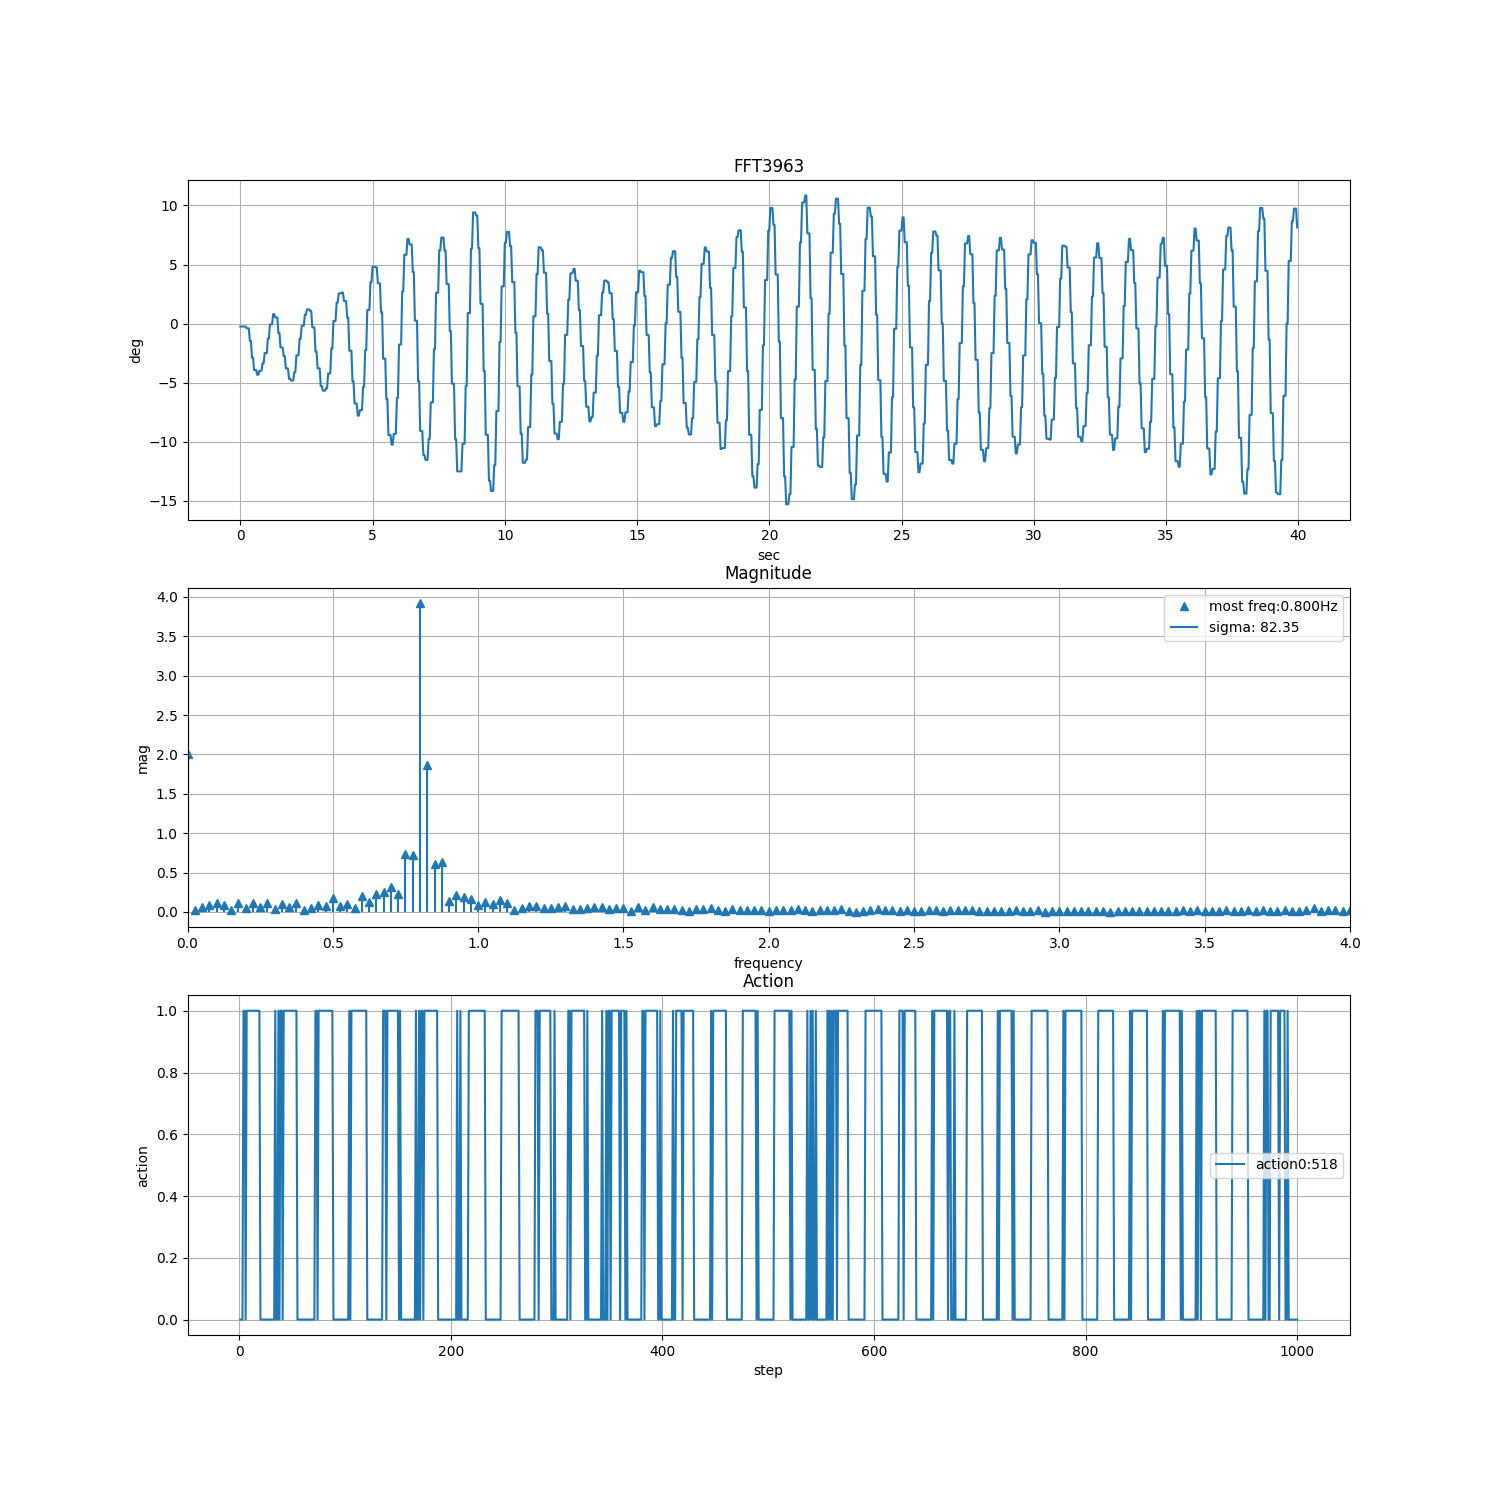 FFT3963
10
5
0
−5
−10
−15
deg
0 5 10 15 20 25 30 35 40
sec
Magnitude
4.0
3.5
3.0
2.5
2.0
1.5
1.0
0.5
0.0
mag
most freq:0.800Hz
sigma: 82.35
0.0 0.5 1.0 1.5 2.0 2.5 3.0 3.5 4.0
frequency
Action
1.0
0.8
0.6
0.4
0.2
0.0
action
action0:518
0 200 400 600 800 1000
step